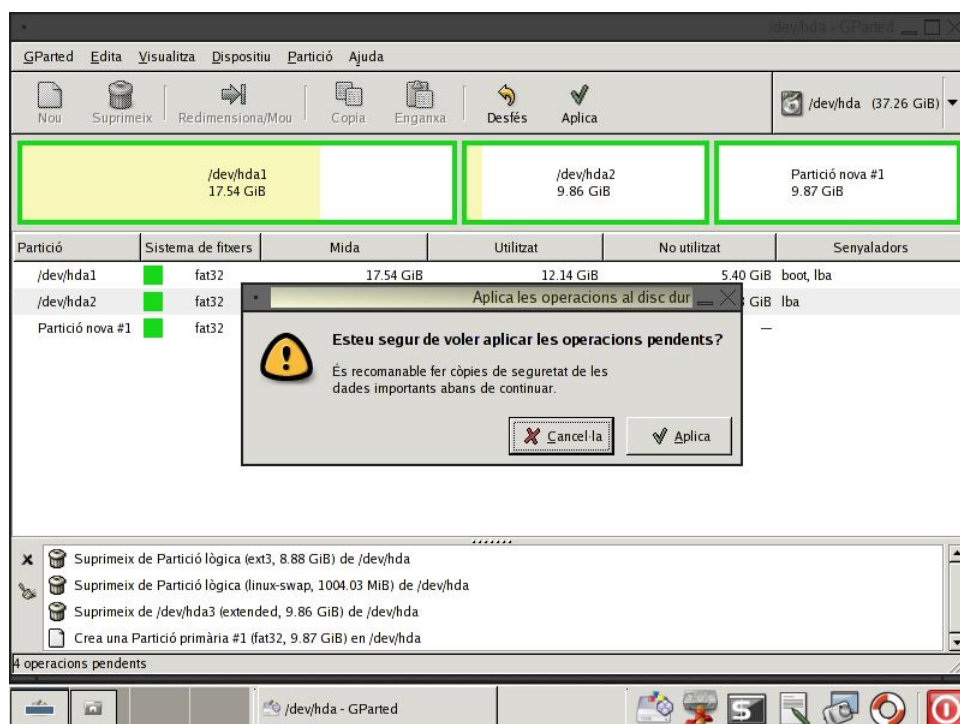 /dev/hda - GParted
GParted Edita Visualitza Dispositiu Partició Ajuda
Nou Suprimeix Redimensiona/Mou Copia Enganxa Desfés Aplica /dev/hda (37.26 GiB)
/dev/hda1 /dev/hda2 Partició nova #1
17.54 GiB 9.86 GiB 9.87 GiB
Partició Sistema de fitxers Mida Utilitzat No utilitzat Senyaladors
/dev/hda1 fat32 17.54 GiB 12.14 GiB 5.40 GiB boot, lba
/dev/hda2 fat32 GiB lba
Partició nova #1 fat32 —
Aplica les operacions al disc dur
Esteu segur de voler aplicar les operacions pendents?
És recomanable fer còpies de seguretat de les
dades importants abans de continuar.
Cancel·la Aplica
Suprimeix de Partició lògica (ext3, 8.88 GiB) de /dev/hda
Suprimeix de Partició lògica (linux-swap, 1004.03 MiB) de /dev/hda
Suprimeix de /dev/hda3 (extended, 9.86 GiB) de /dev/hda
Crea una Partició primària #1 (fat32, 9.87 GiB) en /dev/hda
4 operacions pendents
/dev/hda - GParted